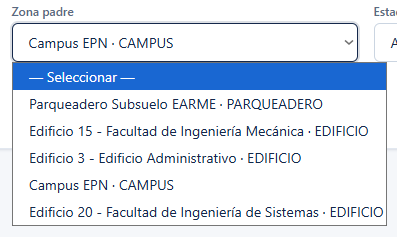 Zona padre
Esta
Campus EPN · CAMPUS
A
— Seleccionar —
Parqueadero Subsuelo EARME · PARQUEADERO
Edificio 15 - Facultad de Ingeniería Mecánica · EDIFICIO
Edificio 3 - Edificio Administrativo · EDIFICIO
Campus EPN · CAMPUS
Edificio 20 - Facultad de Ingeniería de Sistemas · EDIFICIO